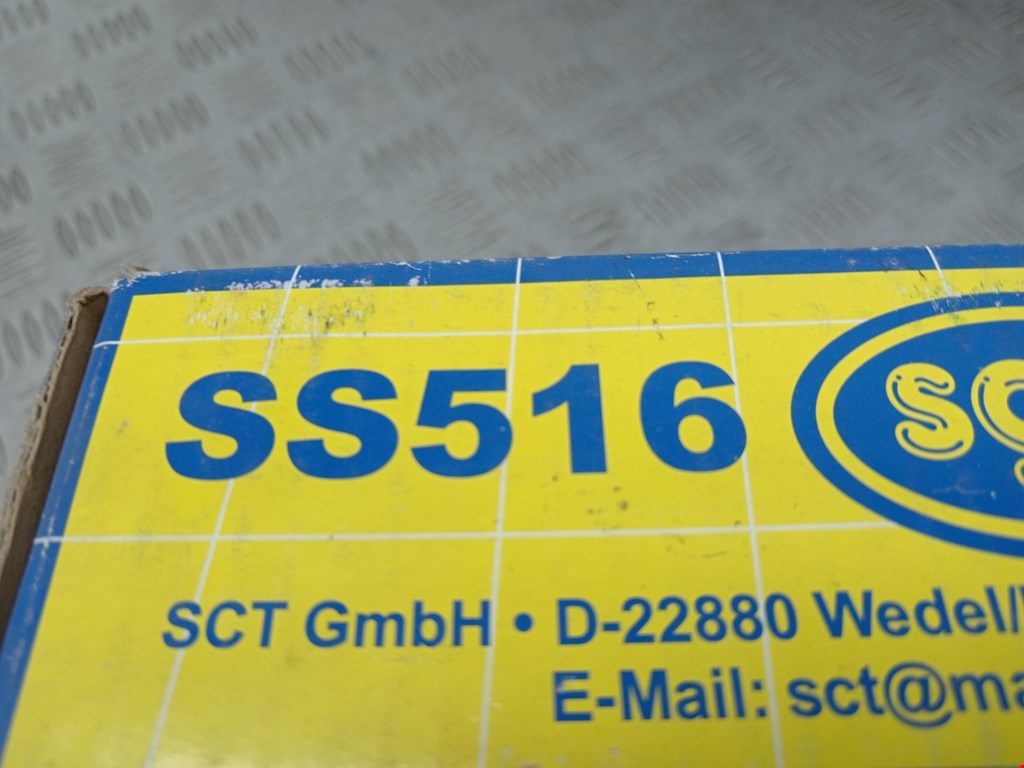 SS516
SCT GmbH • D-22880 Wedel/
E-Mail: sct@ma